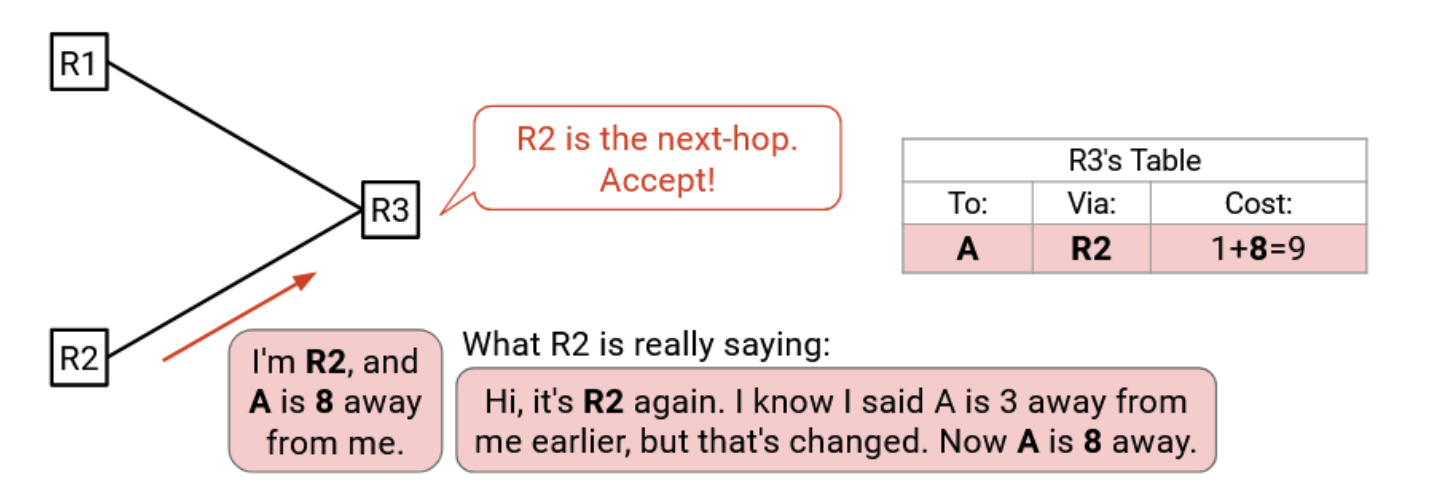 R1
R2 is the next-hop.
Accept!
R3's Table
To: Via: Cost:
A R2 1+8=9
R3
R2
I'm R2, and
A is 8 away
from me.
What R2 is really saying:
Hi, it's R2 again. I know I said A is 3 away from
me earlier, but that's changed. Now A is 8 away.